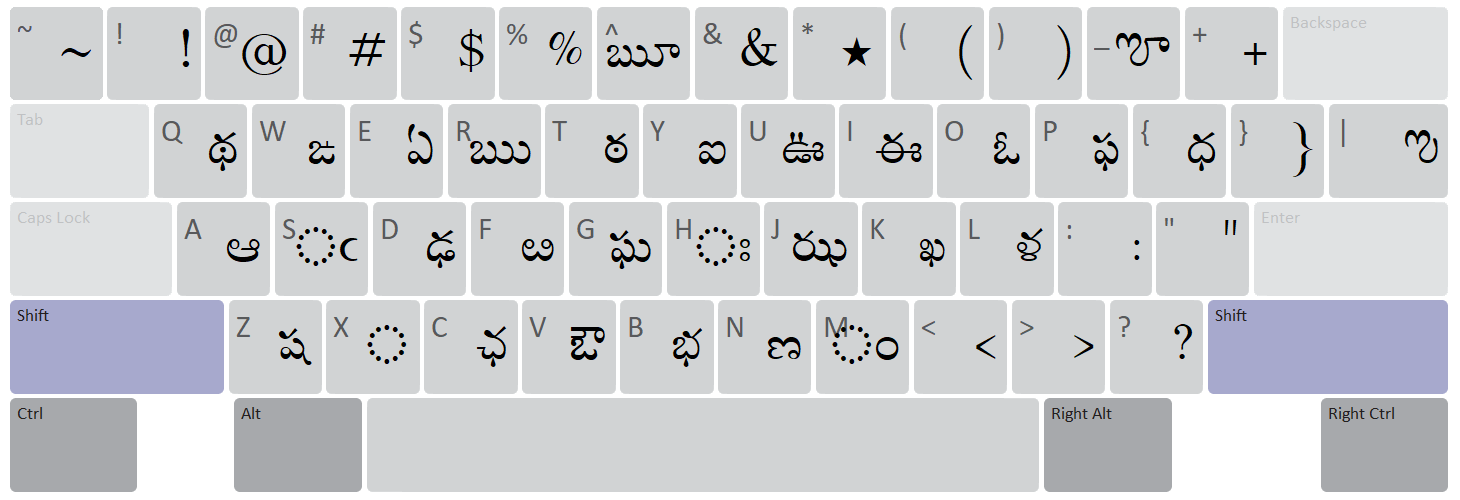 ~ ~ ! ! @ @ # # $ $ % % ^ ౠ & & * ★ ( ( ) ) _ ౡ + + Backspace
Tab Q థ W ఙ E ఏ R ఋ T ఠ Y ఐ U ఊ I ఈ O ఓ P ఫ { ధ } } | ఌ
Caps Lock A ఆ S ◌ఁ D ఢ F ఱ G ఘ H ◌ః J ఝ K ఖ L ళ : : " " Enter
Shift Z ష X ◌ C ఛ V ఔ B భ N ణ M ◌ం < < > > ? ? Shift
Ctrl Alt Right Alt Right Ctrl